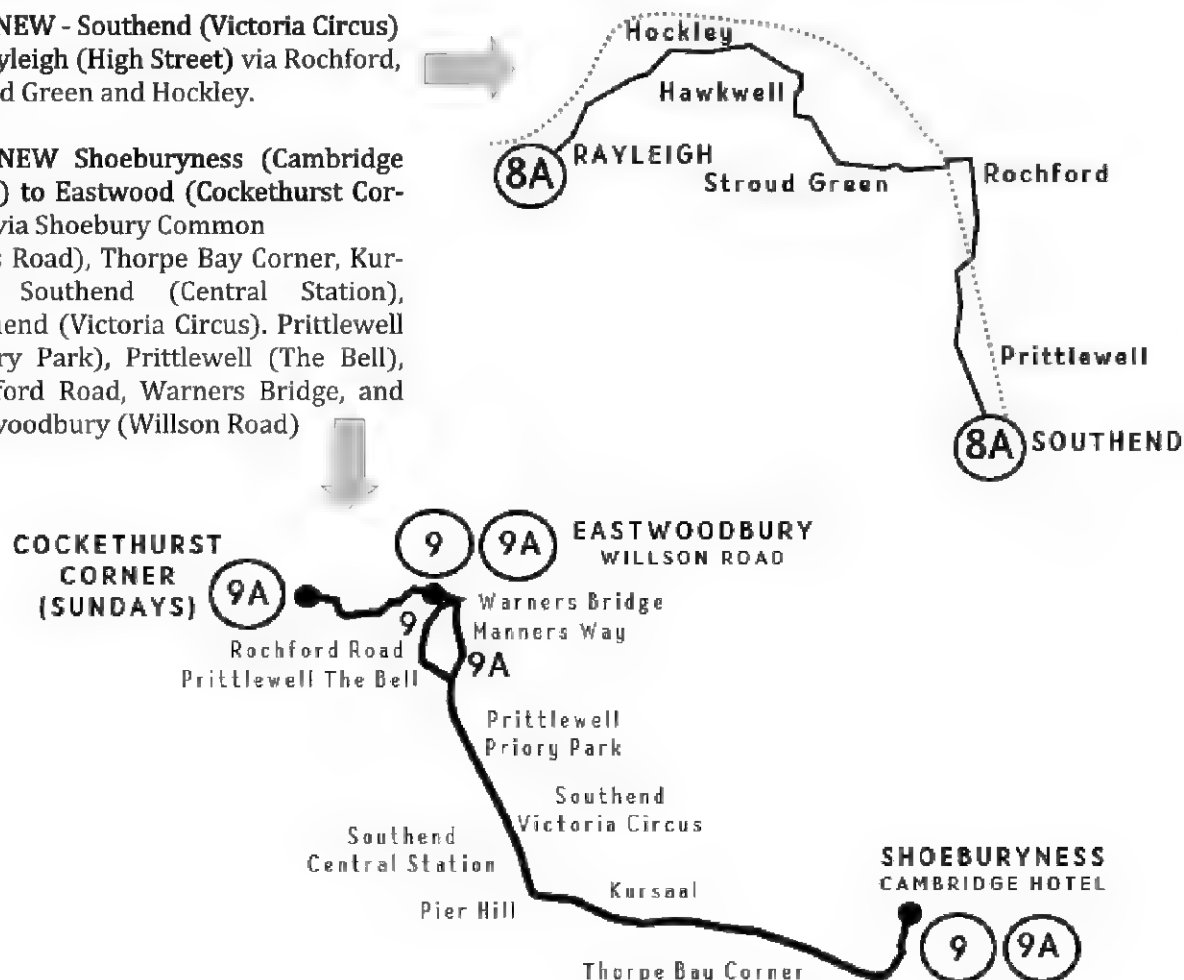 NEW - Southend (Victoria Circus)
yleigh (High Street) via Rochford,
d Green and Hockley.
NEW Shoeburyness (Cambridge
) to Eastwood (Cockethurst Cor-
via Shoebury Common
s Road), Thorpe Bay Corner, Kur-
Southend (Central Station),
end (Victoria Circus). Prittlewell
ry Park), Prittlewell (The Bell),
ford Road, Warners Bridge, and
woodbury (Willson Road)
Hockley
Hawkwell
8A RAYLEIGH
Stroud Green
Rochford
Prittlewell
8A SOUTHEND
COCKETHURST
CORNER
(SUNDAYS)
9A
9 9A
EASTWOODBURY
WILLSON ROAD
Warners Bridge
9
Manners Way
Rochford Road
9A
Prittlewell The Bell
Prittlewell
Priory Park
Southend
Victoria Circus
Southend
Central Station
Pier Hill
Kursaal
SHOEBURYNESS
CAMBRIDGE HOTEL
9 9A
Thorpe Bay Corner